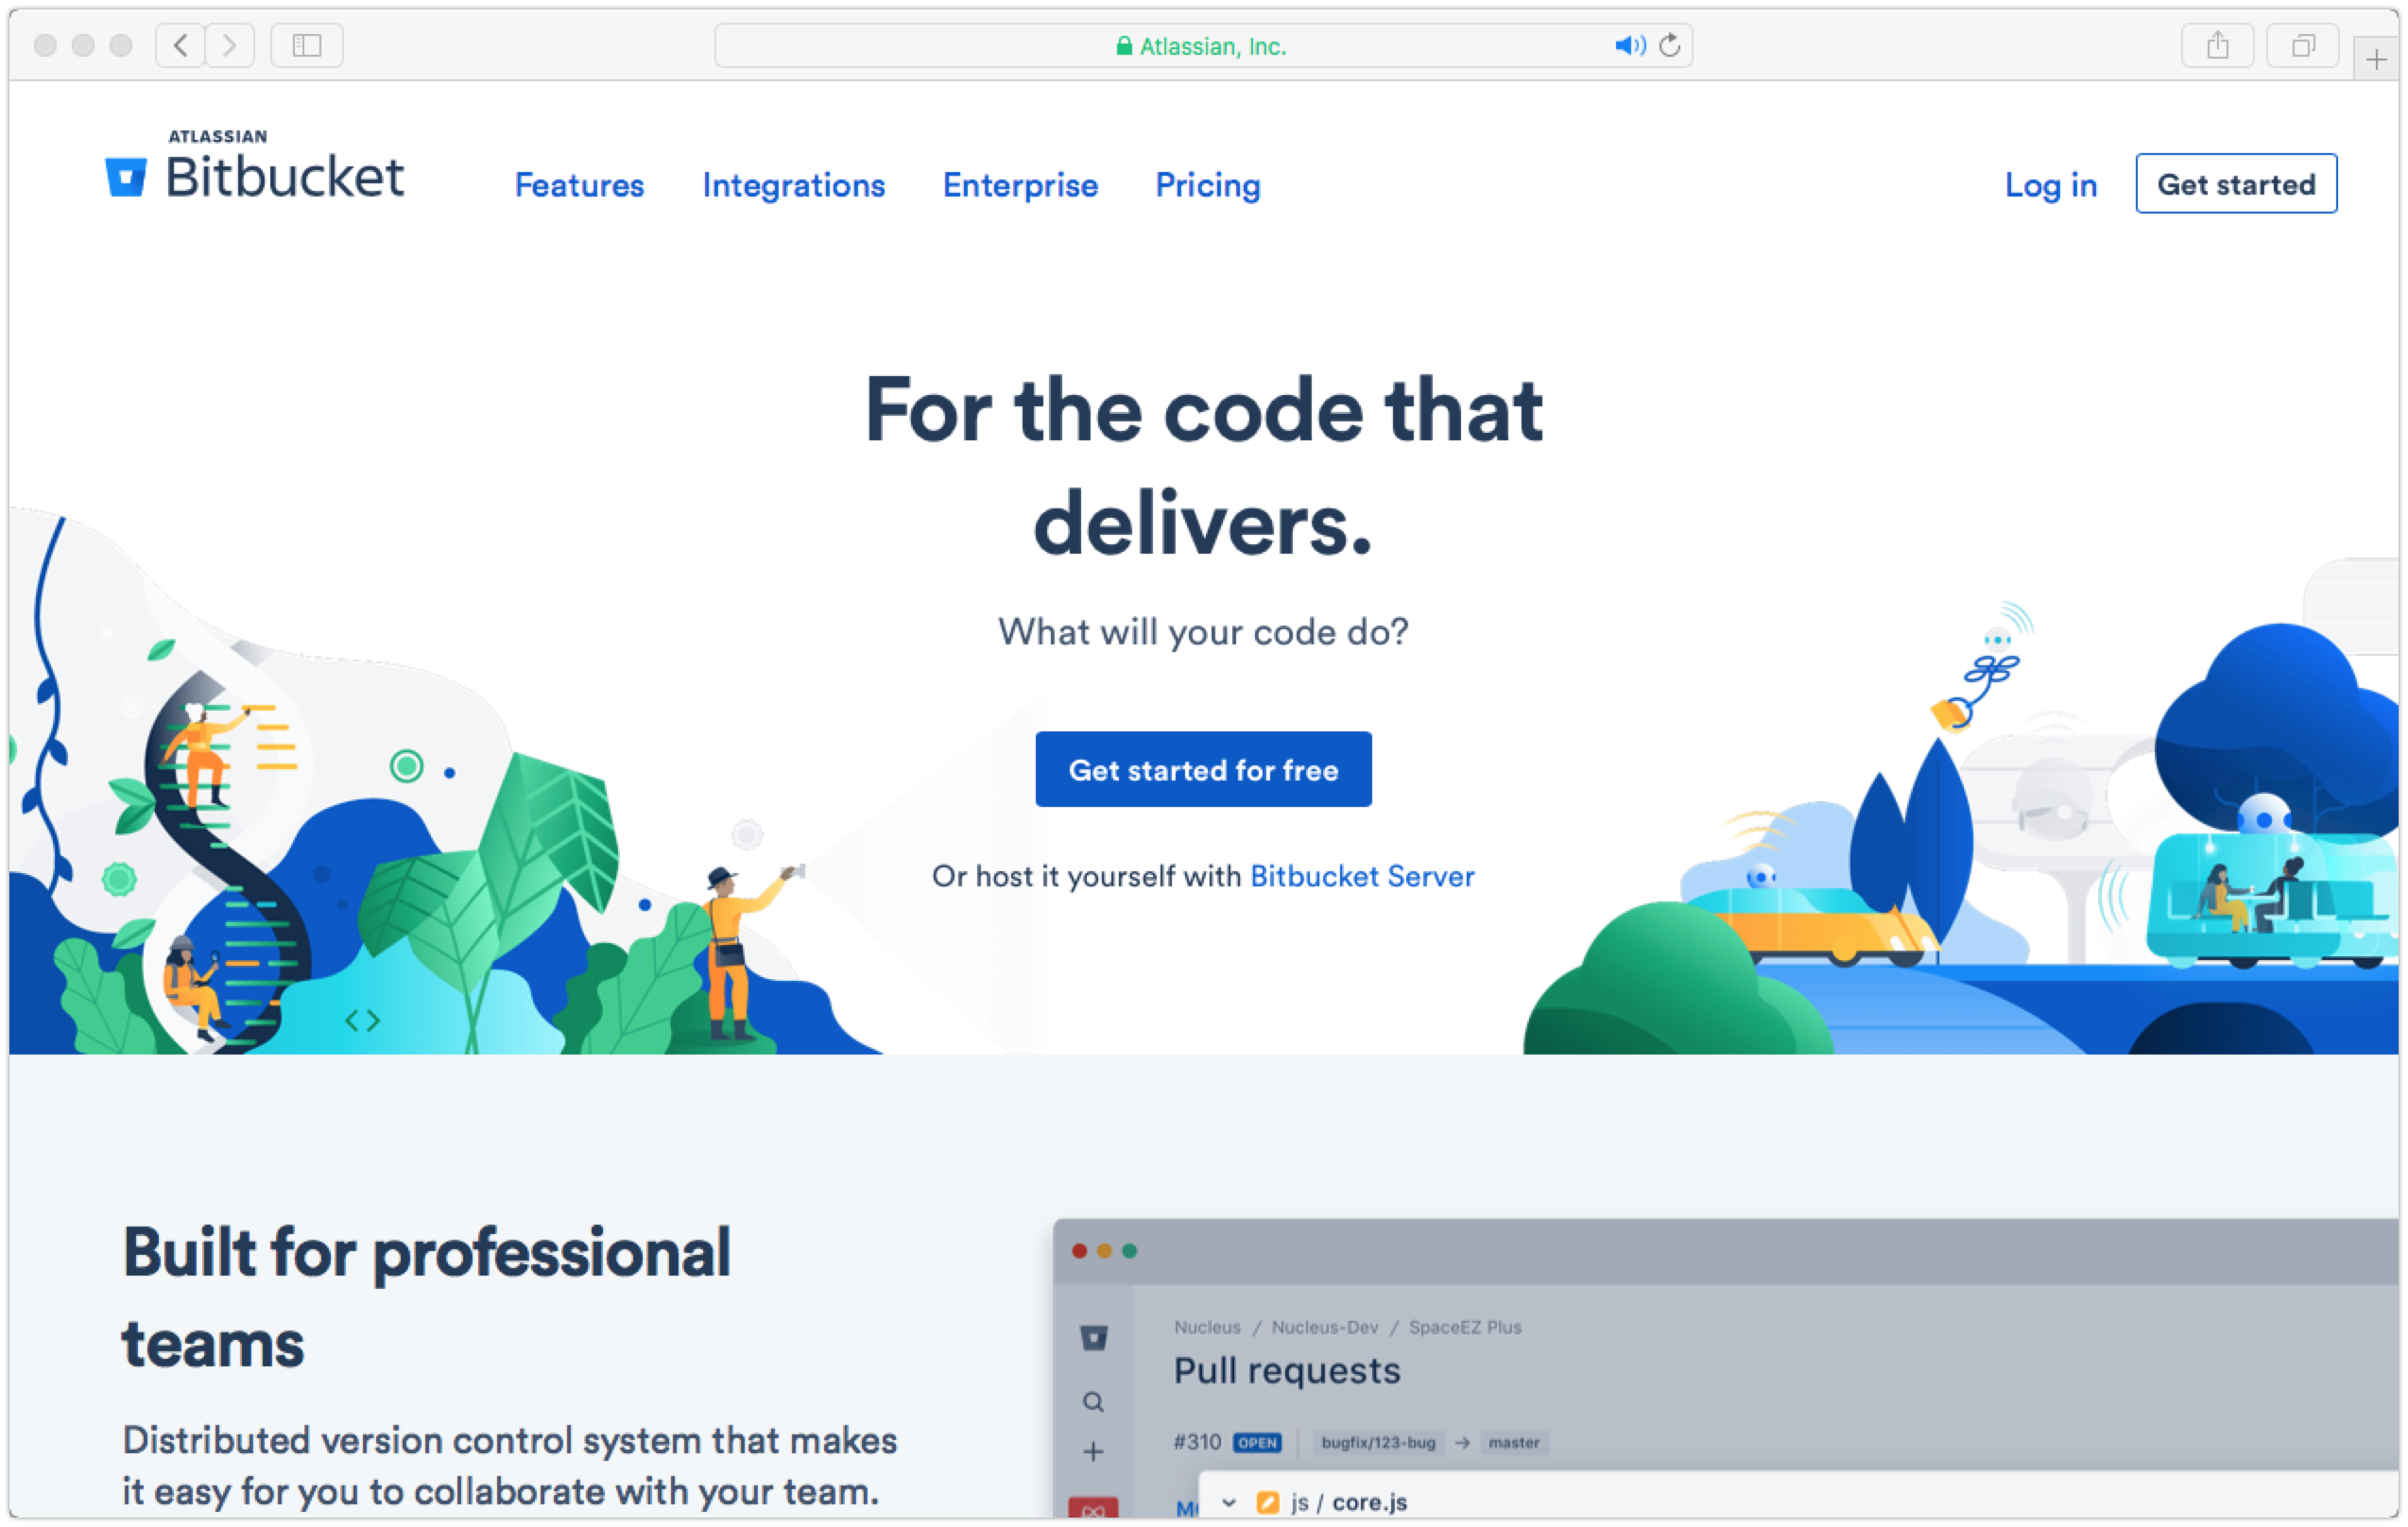 Atlassian, Inc.
ATLASSIAN
Bitbucket
Features
Integrations
Enterprise
Pricing
Log in
Get started
For the code that
delivers.
What will your code do?
Get started for free
Or host it yourself with Bitbucket Server
Built for professional
teams
Distributed version control system that makes
it easy for you to collaborate with your team.
Nucleus / Nucleus-Dev / SpaceEZ Plus
Pull requests
#310 OPEN bugfix/123-bug → master
js / core.js